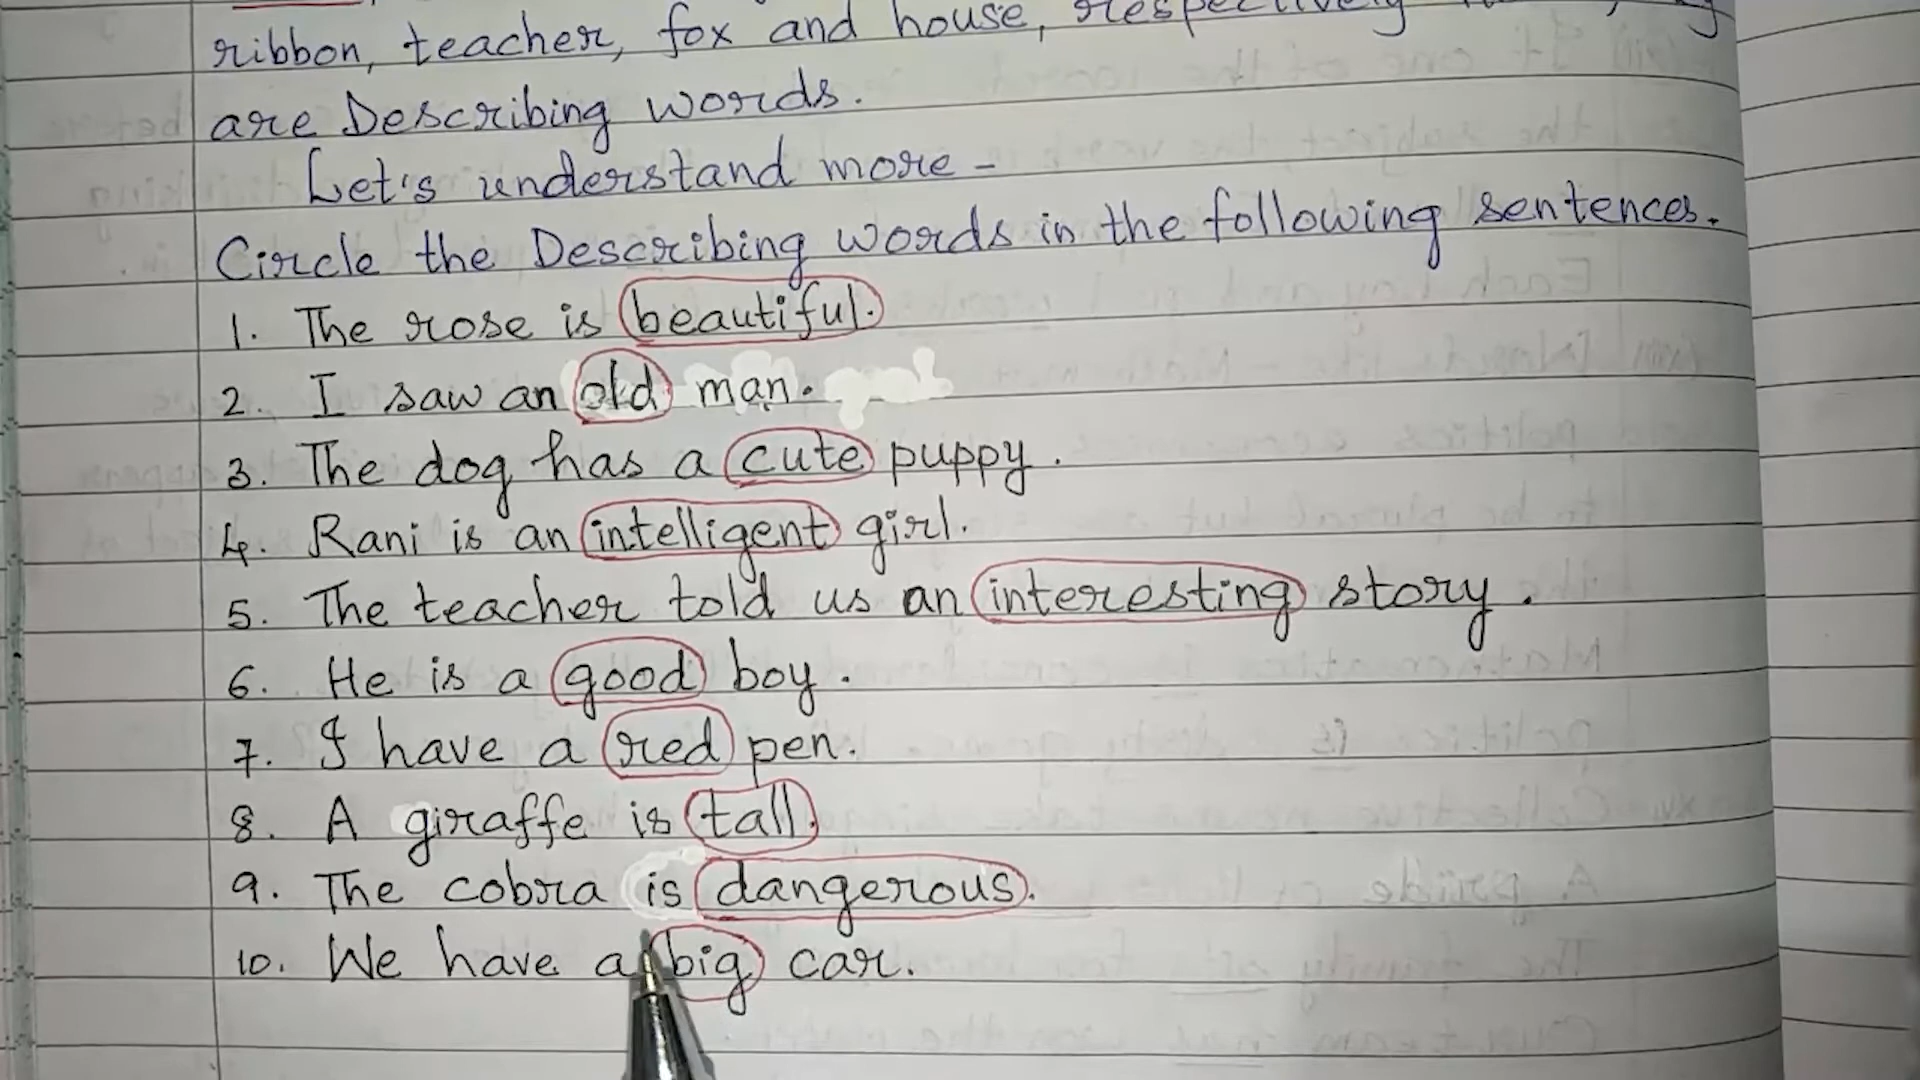 ribbon, teacher, fox and house, respectively
are Describing words.
Let's understand more -
Circle the Describing words in the following sentences.
1. The rose is beautiful.
2. I saw an old man.
3. The dog has a cute puppy.
4. Rani is an intelligent girl.
5. The teacher told us an interesting story.
6. He is a good boy.
7. I have a red pen.
8. A giraffe is tall.
9. The cobra is dangerous.
10. We have a big car.